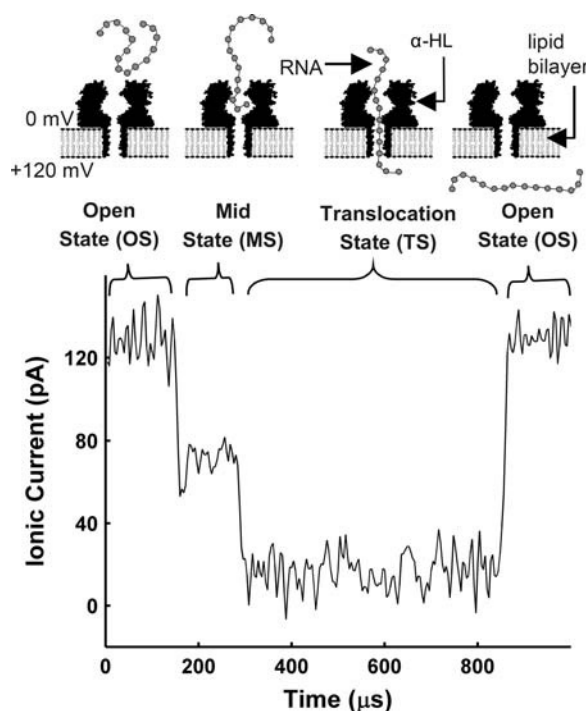 RNA
α-HL
lipid
bilayer
0 mV
+120 mV
Open
State (OS)
Mid
State (MS)
Translocation
State (TS)
Open
State (OS)
Ionic Current (pA)
120
80
40
0
0
200
400
600
800
Time (μs)